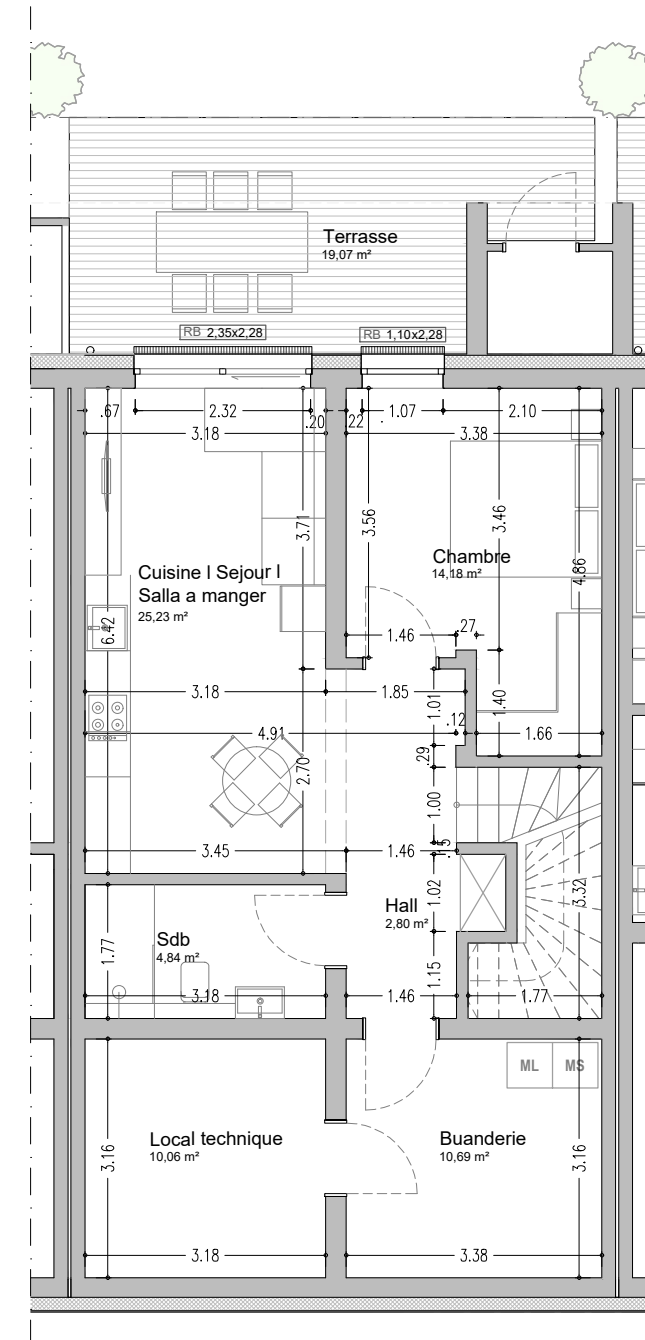 Terrasse
19,07 m²
RB 2,35x2,28
RB 1,10x2,28
.67
2.32
.20
.22
1.07
2.10
3.18
3.38
3.71
3.56
3.46
4.86
6.42
Cuisine I Sejour I
Salla a manger
25,23 m²
Chambre
14,18 m²
1.46
.27
3.18
1.85
1.01
1.40
.12
1.66
4.91
.29
2.70
1.00
3.45
1.46
.15
1.02
3.32
Hall
2,80 m²
Sdb
4,84 m²
1.77
1.15
3.18
1.46
1.77
ML
MS
Local technique
10,06 m²
Buanderie
10,69 m²
3.16
3.16
3.18
3.38